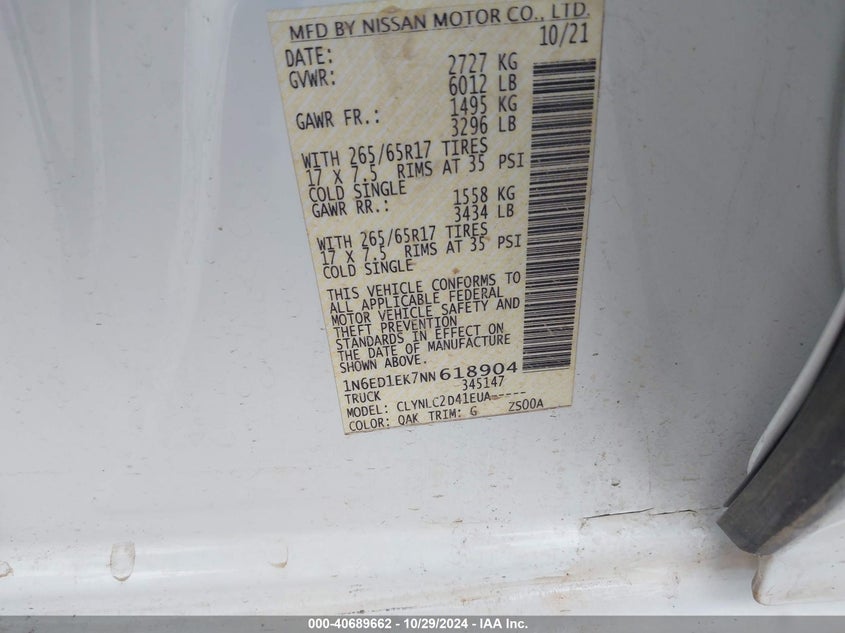 MFD BY NISSAN MOTOR CO., LTD.
DATE: 10/21
GVWR: 2727 KG
6012 LB
GAWR FR.: 1495 KG
3296 LB
WITH 265/65R17 TIRES
17 X 7.5 RIMS AT 35 PSI
COLD SINGLE
GAWR RR.: 1558 KG
3434 LB
WITH 265/65R17 TIRES
17 X 7.5 RIMS AT 35 PSI
COLD SINGLE
THIS VEHICLE CONFORMS TO
ALL APPLICABLE FEDERAL
MOTOR VEHICLE SAFETY AND
THEFT PREVENTION
STANDARDS IN EFFECT ON
THE DATE OF MANUFACTURE
SHOWN ABOVE.
1N6ED1EK7NN618904
TRUCK 345147
MODEL: CLYNLC2D41EUA-----
COLOR: QAK TRIM: G ZS00A
000-40689662 - 10/29/2024 - IAA Inc.